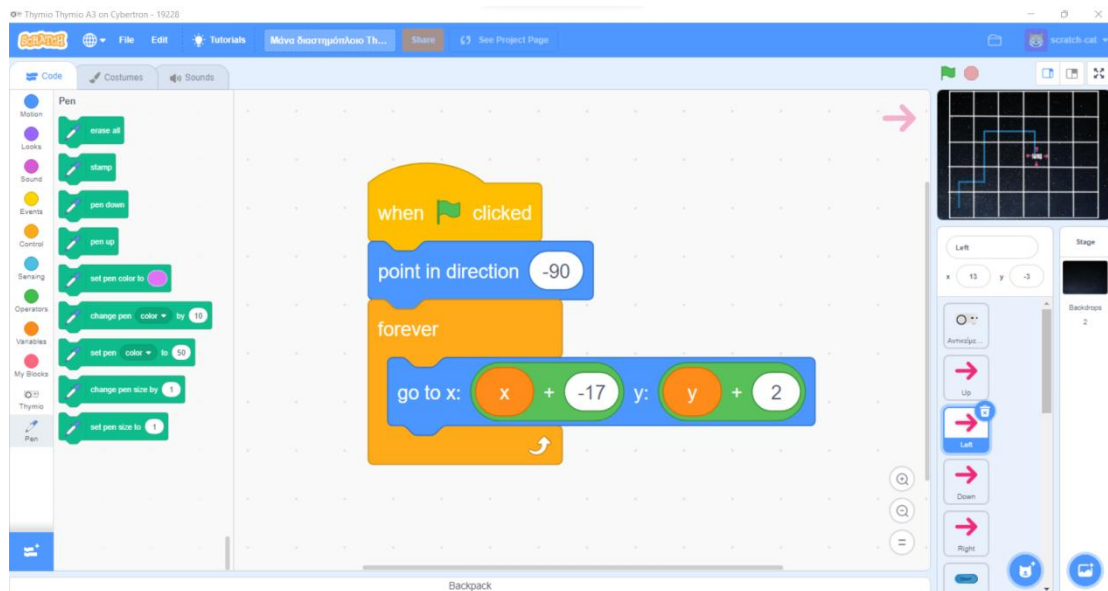 Thymio Thymio A3 on Cybertron - 19228
SCRATCH File Edit Tutorials Μάνα διαστημόπλοιο Th... Share See Project Page scratch-cat
Code Costumes Sounds
Motion
Looks
Sound
Events
Control
Sensing
Operators
Variables
My Blocks
Thymio
Pen
Pen
erase all
stamp
pen down
pen up
set pen color to
change pen color by 10
set pen color to 50
change pen size by 1
set pen size to 1
when clicked
point in direction -90
forever
go to x: x + -17 y: y + 2
Left
x 13 y -3
Up
Left
Down
Right
Stage
Backdrops
2
Backpack